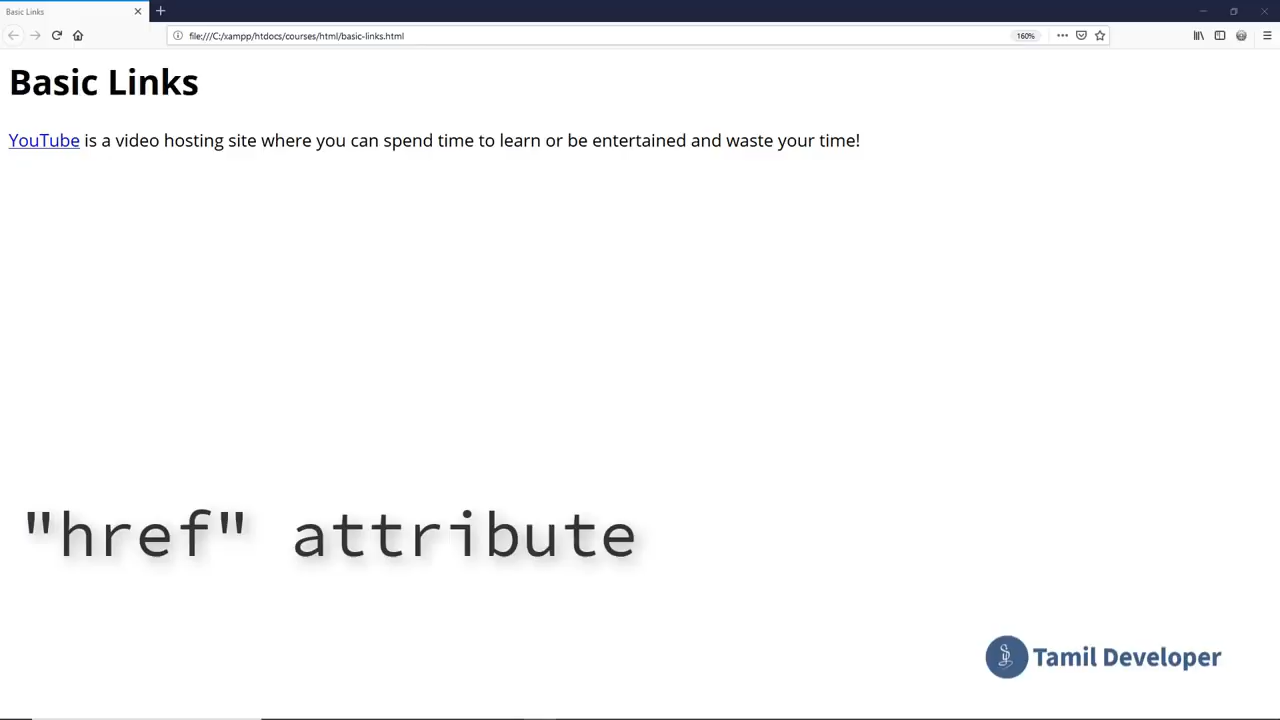 Basic Links
file:///C:/xampp/htdocs/courses/html/basic-links.html
160%
Basic Links
YouTube is a video hosting site where you can spend time to learn or be entertained and waste your time!
"href" attribute
Tamil Developer